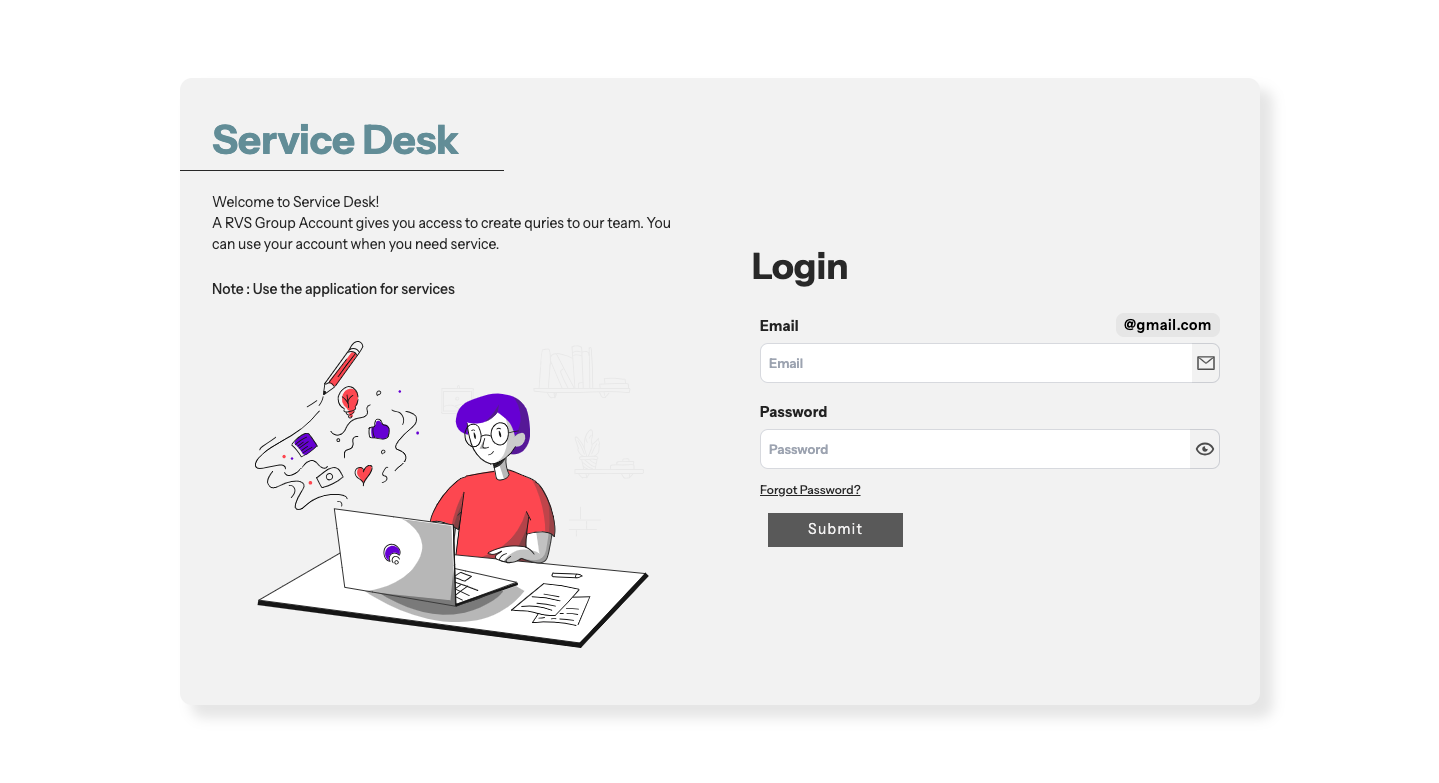 Service Desk
Welcome to Service Desk!
A RVS Group Account gives you access to create quries to our team. You
can use your account when you need service.
Note : Use the application for services
Login
Email
@gmail.com
Email
Password
Password
Forgot Password?
Submit